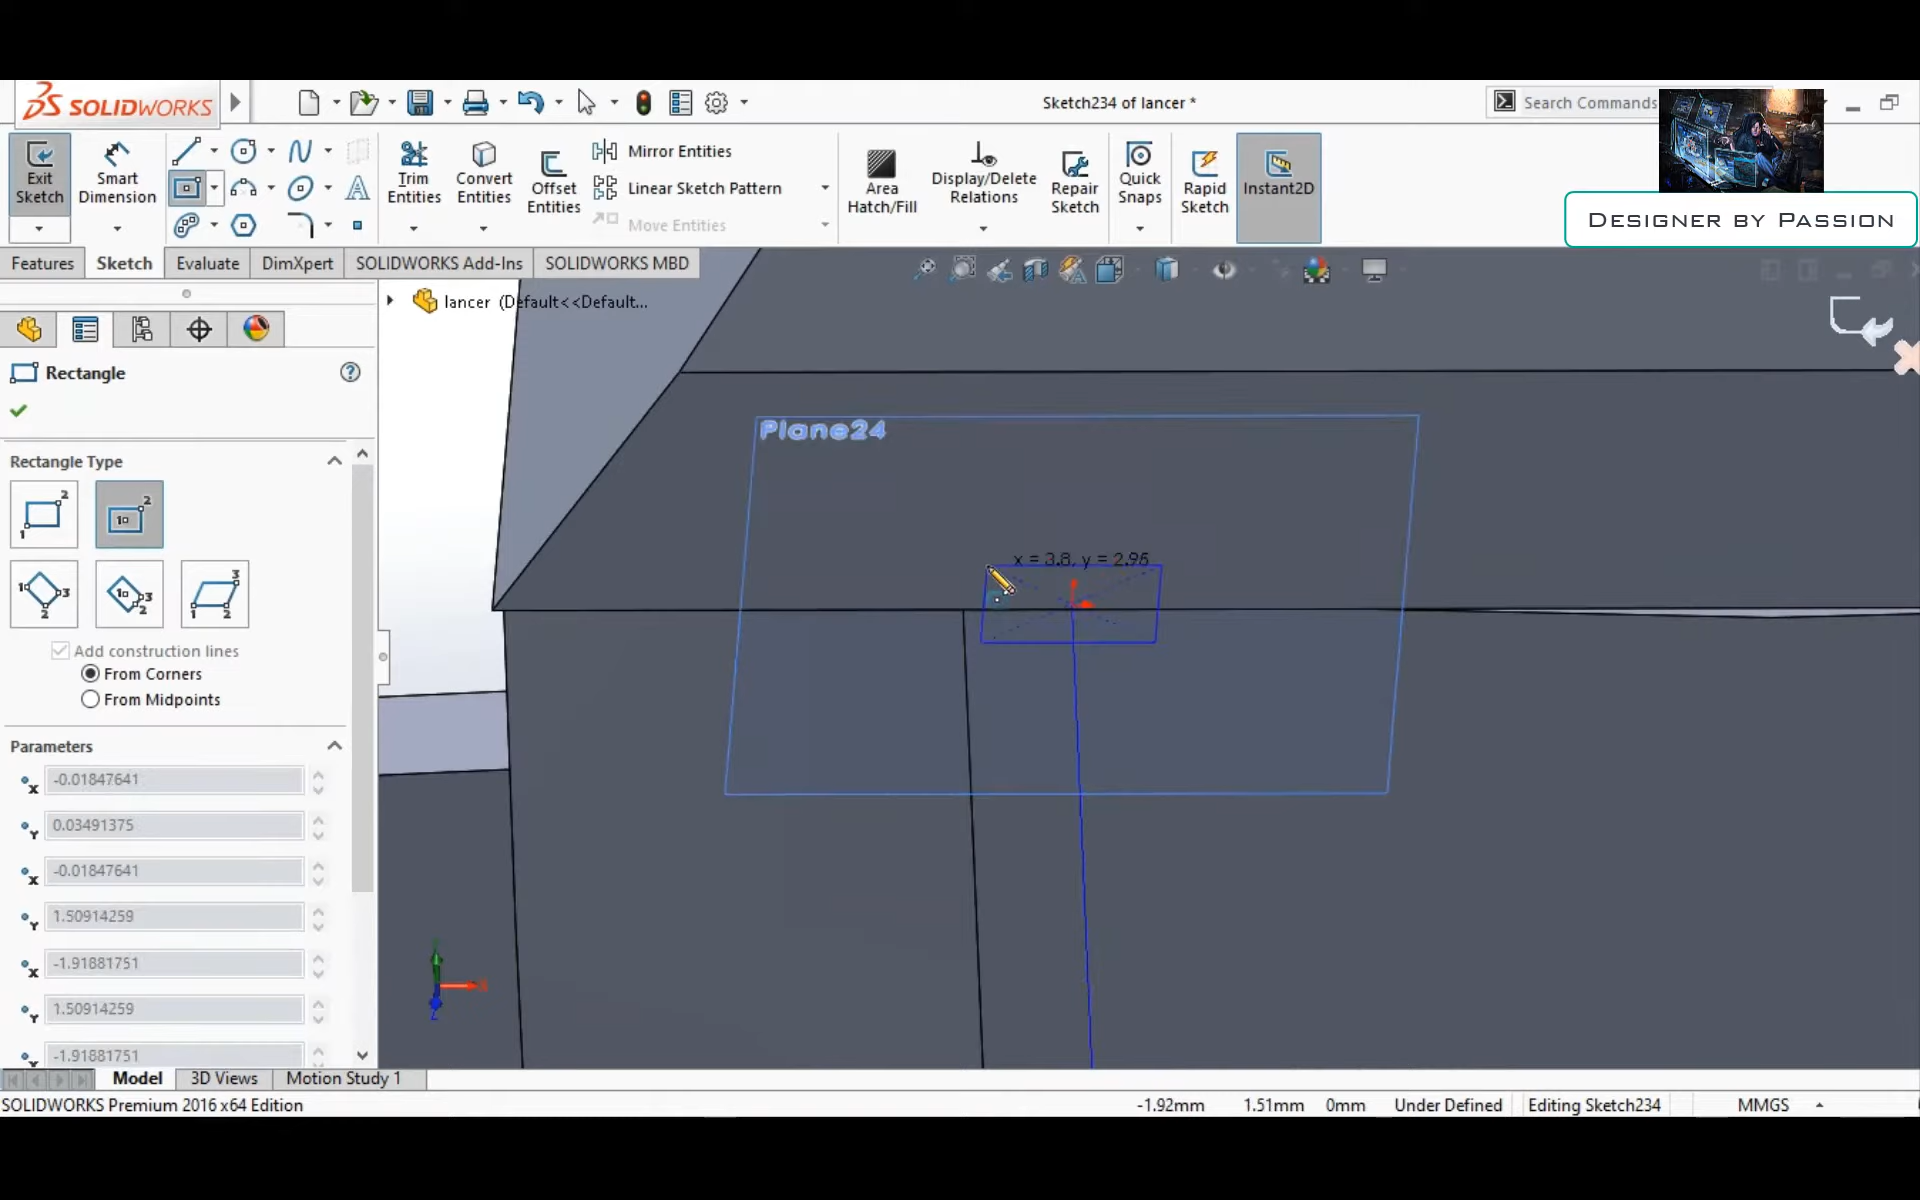 SOLIDWORKS
Sketch234 of lancer *
Search Commands
Exit Sketch
Smart Dimension
Trim Entities
Convert Entities
Offset Entities
Mirror Entities
Linear Sketch Pattern
Move Entities
Area Hatch/Fill
Display/Delete Relations
Repair Sketch
Quick Snaps
Rapid Sketch
Instant2D
Designer by Passion
Features
Sketch
Evaluate
DimXpert
SOLIDWORKS Add-Ins
SOLIDWORKS MBD
lancer (Default<<Default...
Rectangle
Rectangle Type
Add construction lines
From Corners
From Midpoints
Parameters
-0.01847641
0.03491375
-0.01847641
1.50914259
-1.91881751
1.50914259
-1.91881751
Plane24
x = 3.8, y = 2.95
Model
3D Views
Motion Study 1
SOLIDWORKS Premium 2016 x64 Edition
-1.92mm
1.51mm
0mm
Under Defined
Editing Sketch234
MMGS